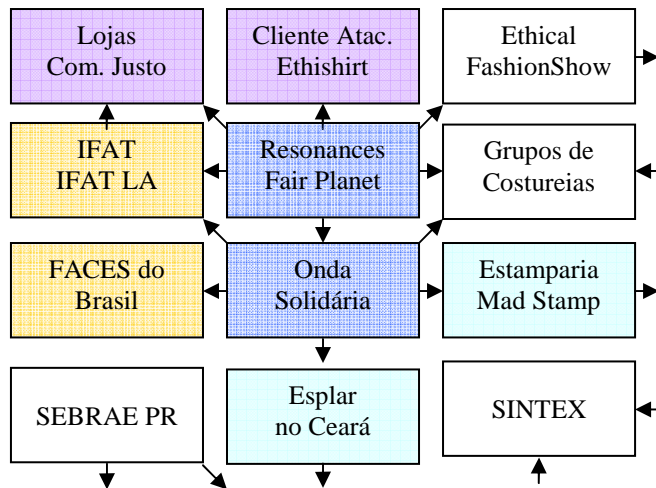 Lojas
Com. Justo
Cliente Atac.
Ethishirt
Ethical
FashionShow
IFAT
IFAT LA
Resonances
Fair Planet
Grupos de
Costureias
FACES do
Brasil
Onda
Solidária
Estamparia
Mad Stamp
SEBRAE PR
Esplar
no Ceará
SINTEX